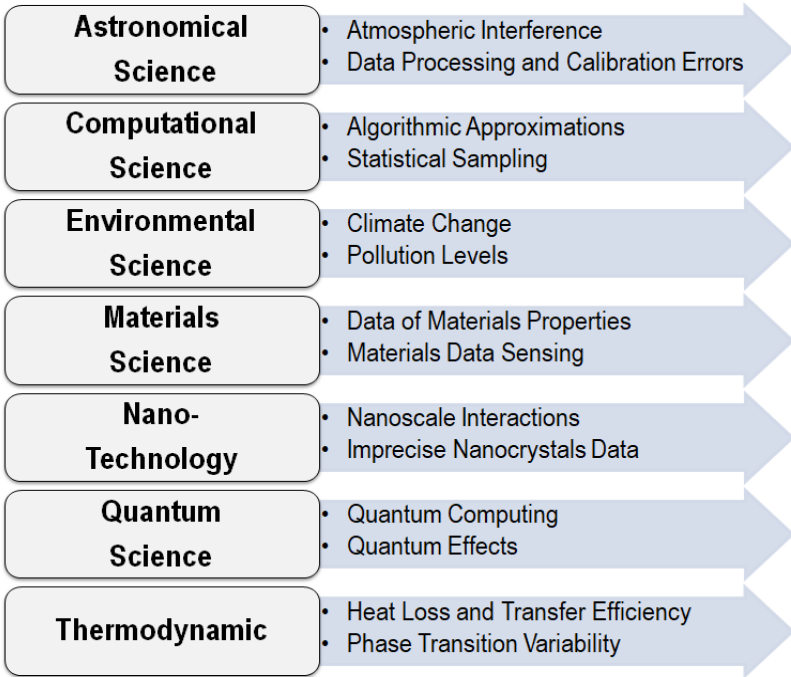 Astronomical
Science
• Atmospheric Interference
• Data Processing and Calibration Errors
Computational
Science
• Algorithmic Approximations
• Statistical Sampling
Environmental
Science
• Climate Change
• Pollution Levels
Materials
Science
• Data of Materials Properties
• Materials Data Sensing
Nano-
Technology
• Nanoscale Interactions
• Imprecise Nanocrystals Data
Quantum
Science
• Quantum Computing
• Quantum Effects
Thermodynamic
• Heat Loss and Transfer Efficiency
• Phase Transition Variability